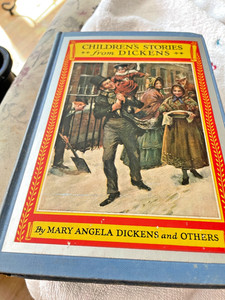 CHILDREN'S STORIES
from DICKENS
By MARY ANGELA DICKENS and OTHERS